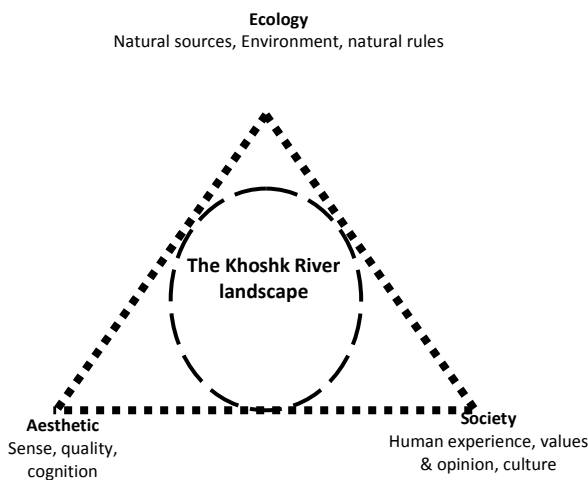 Ecology
Natural sources, Environment, natural rules
The Khoshk River
landscape
Aesthetic
Sense, quality,
cognition
Society
Human experience, values
& opinion, culture